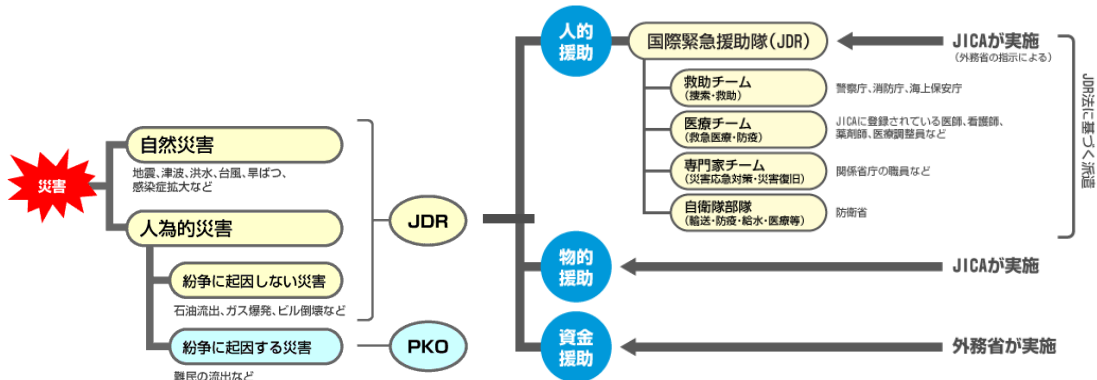 災害
自然災害
地震、津波、洪水、台風、旱ばつ、
感染症拡大など
人為的災害
紛争に起因しない災害
石油流出、ガス爆発、ビル倒壊など
紛争に起因する災害
難民の流出など
JDR
PKO
人的
援助
国際緊急援助隊(JDR)
JICAが実施
(外務省の指示による)
救助チーム
(捜索・救助)
警察庁、消防庁、海上保安庁
医療チーム
(救急医療・防疫)
JICAに登録されている医師、看護師、
薬剤師、医療調整員など
専門家チーム
(災害応急対策・災害復旧)
関係省庁の職員など
自衛隊部隊
(輸送・防疫・給水・医療等)
防衛省
JDR法に基づく派遣
物的
援助
JICAが実施
資金
援助
外務省が実施